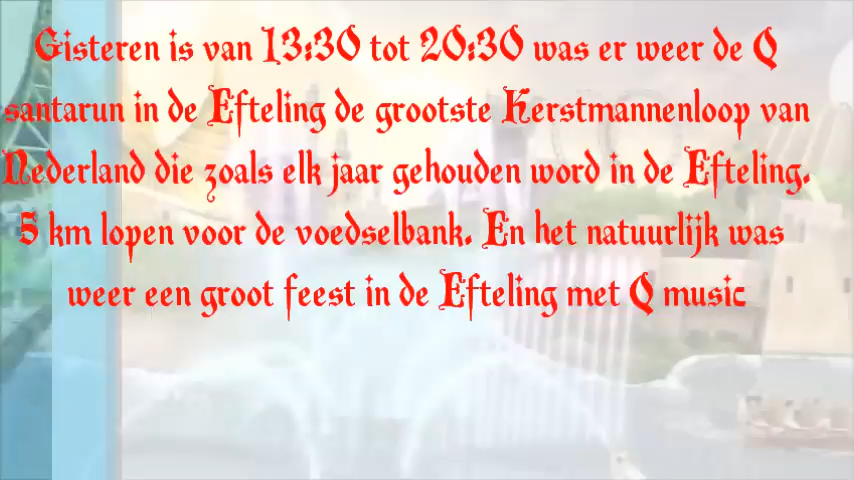 Gisteren is van 13:30 tot 20:30 was er weer de Q
santarun in de Efteling de grootste Kerstmannenloop van
Nederland die zoals elk jaar gehouden word in de Efteling.
5 km lopen voor de voedselbank. En het natuurlijk was
weer een groot feest in de Efteling met Q music